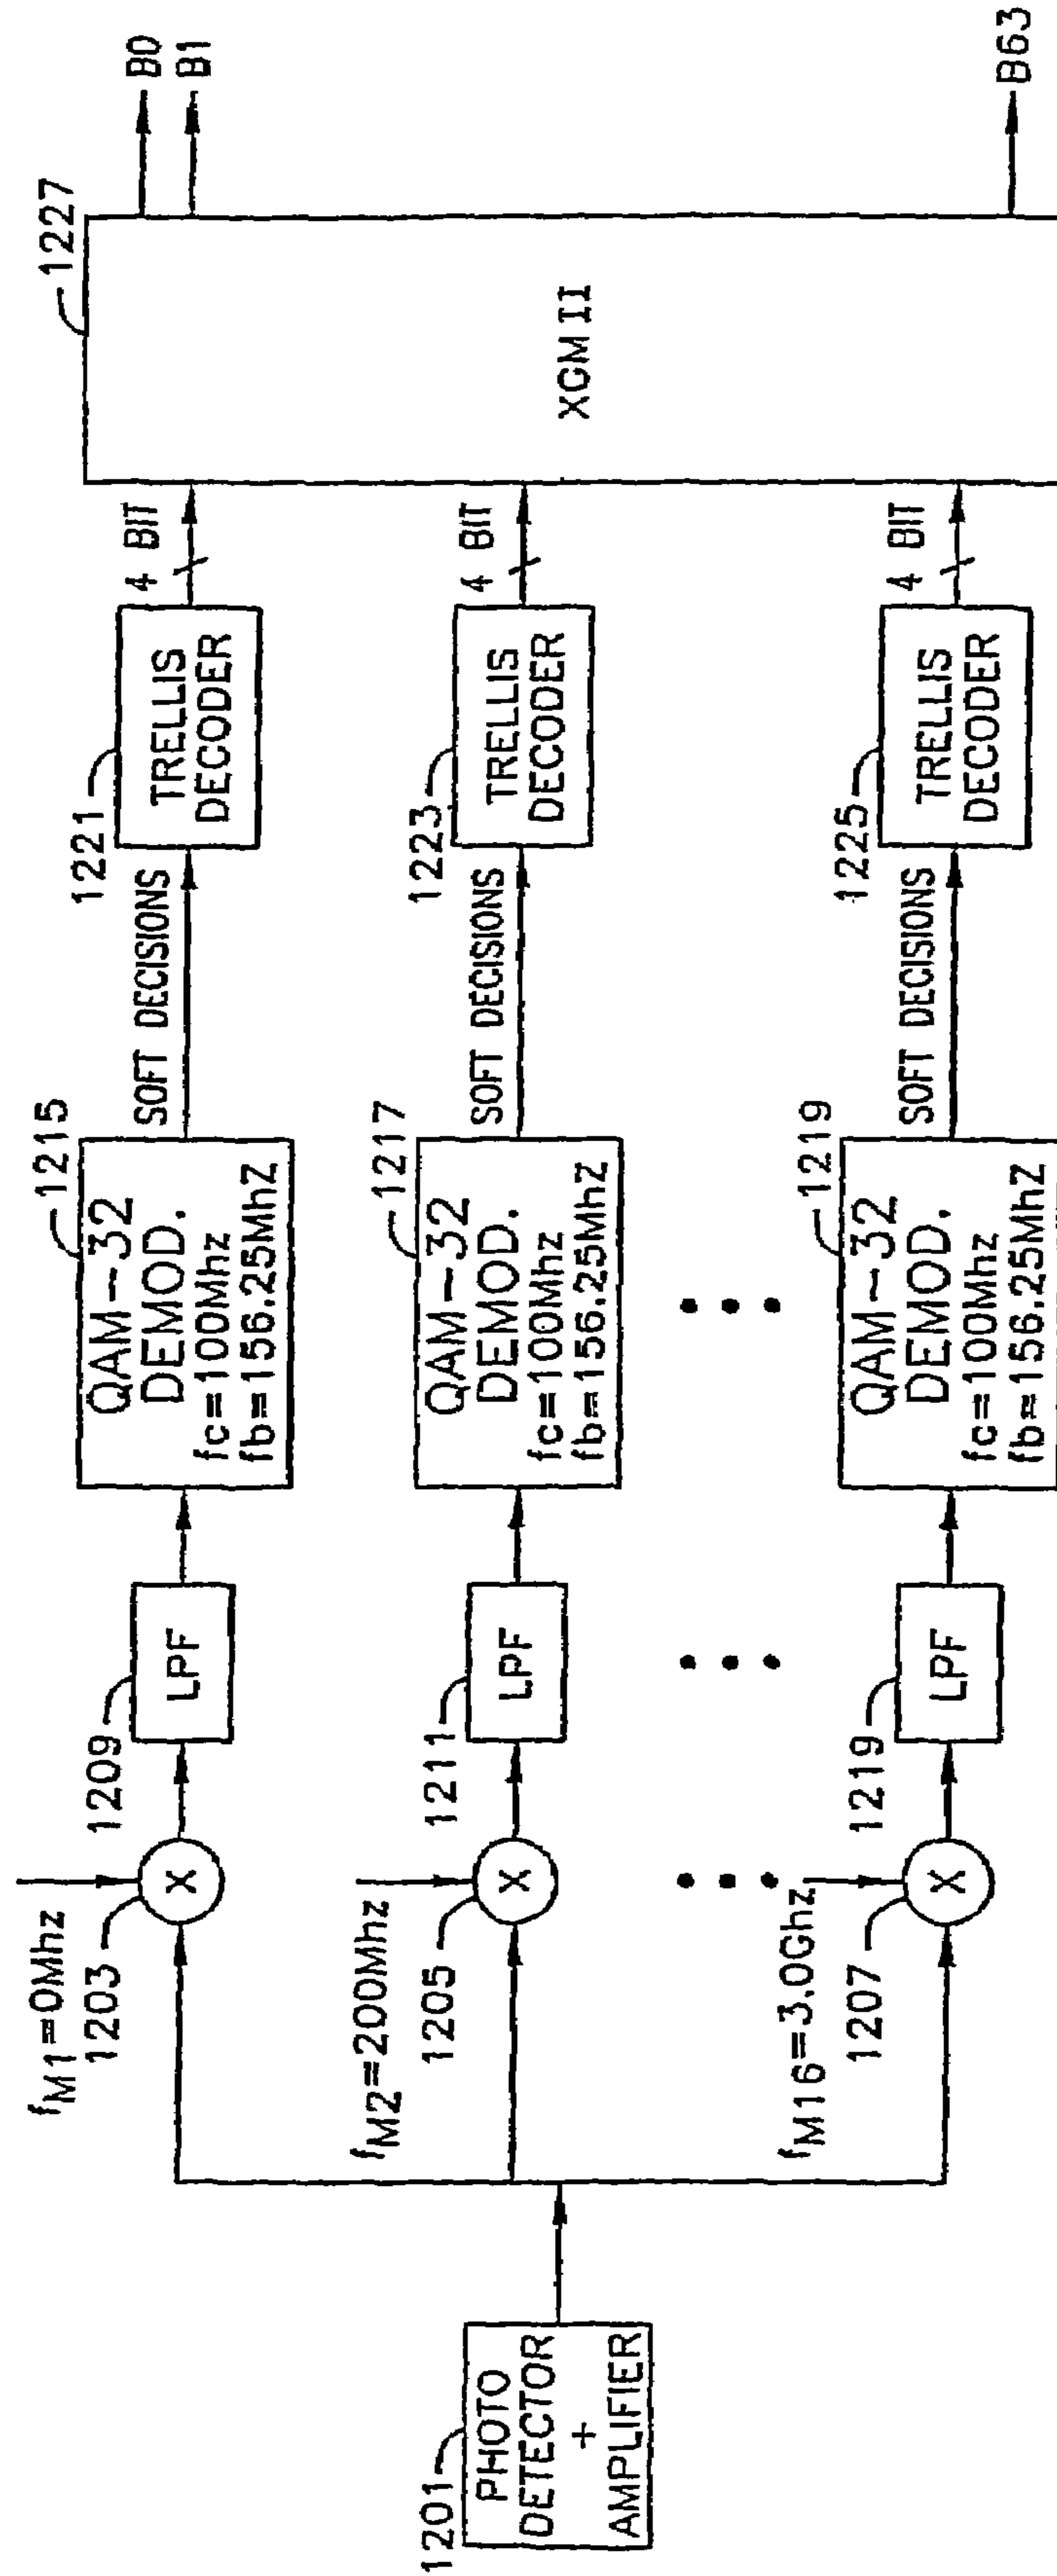 1201
PHOTO
DETECTOR
+
AMPLIFIER
fM1=0Mhz
1203
X
1209
LPF
1215
QAM-32
DEMOD.
fc=100Mhz
fb=156.25MhZ
SOFT DECISIONS
1221
TRELLIS
DECODER
4 BIT
fM2=200Mhz
1205
X
1211
LPF
1217
QAM-32
DEMOD.
fc=100Mhz
fb=156.25MhZ
SOFT DECISIONS
1223
TRELLIS
DECODER
4 BIT
fM16=3.0Ghz
1207
X
1219
LPF
1219
QAM-32
DEMOD.
fc=100Mhz
fb=156.25MhZ
SOFT DECISIONS
1225
TRELLIS
DECODER
4 BIT
1227
XGM II
B0
B1
B63